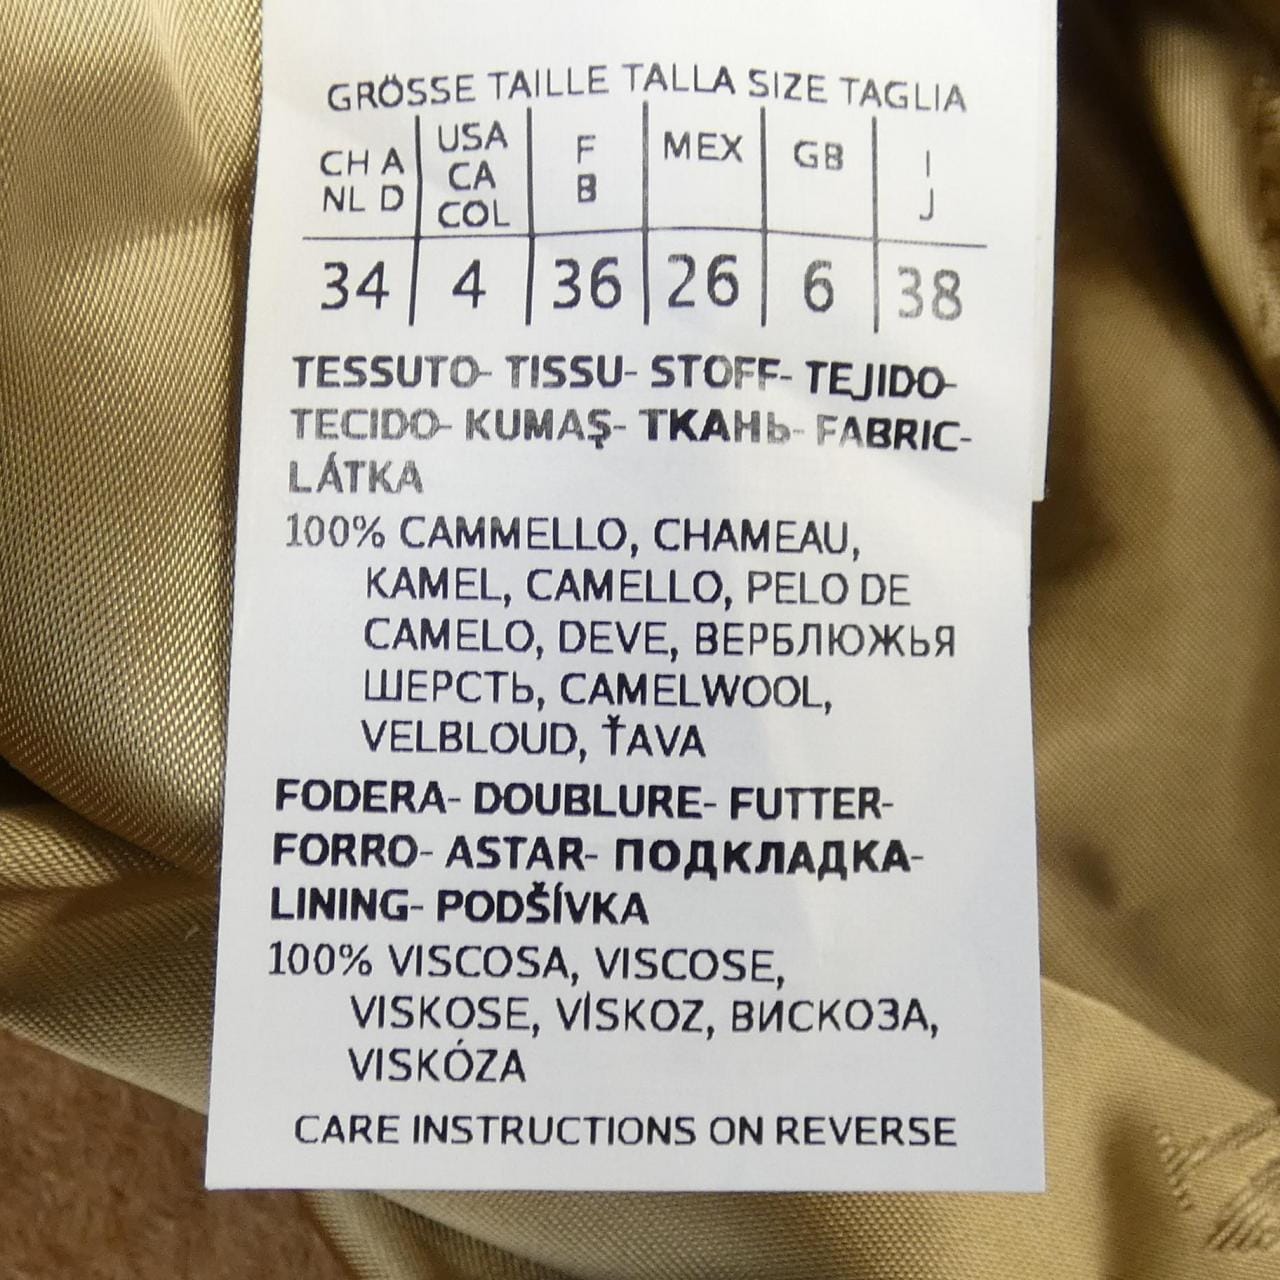 GRÖSSE TAILLE TALLA SIZE TAGLIA
CH A NL D USA CA COL F B MEX GB I J
34 4 36 26 6 38
TESSUTO- TISSU- STOFF- TEJIDO-
TECIDO- KUMAŞ- ТКАНЬ- FABRIC-
LÁTKA
100% CAMMELLO, CHAMEAU,
KAMEL, CAMELLO, PELO DE
CAMELO, DEVE, ВЕРБЛЮЖЬЯ
ШЕРСТЬ, CAMELWOOL,
VELBLOUD, ŤAVA
FODERA- DOUBLURE- FUTTER-
FORRO- ASTAR- ПОДКЛАДКА-
LINING- PODŠÍVKA
100% VISCOSA, VISCOSE,
VISKOSE, VİSKOZ, ВИСКОЗА,
VISKÓZA
CARE INSTRUCTIONS ON REVERSE